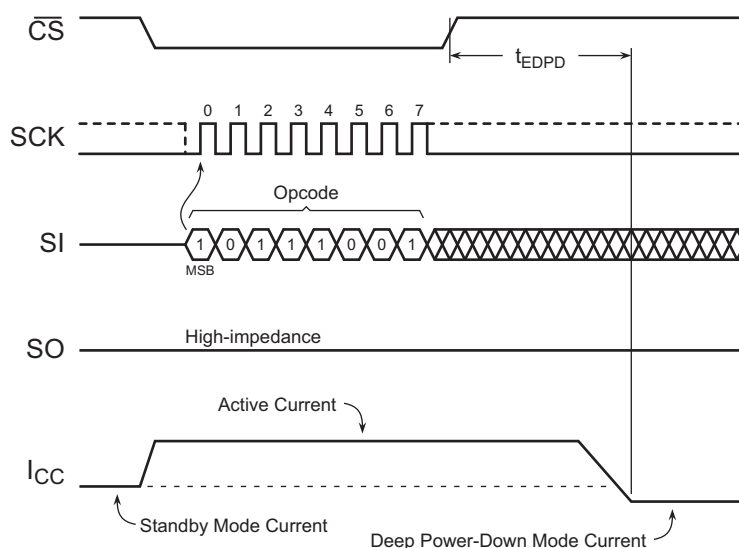 CS
tEDPD
0 1 2 3 4 5 6 7
SCK
Opcode
SI
1 0 1 1 1 0 0 1
MSB
High-impedance
SO
Active Current
ICC
Standby Mode Current
Deep Power-Down Mode Current